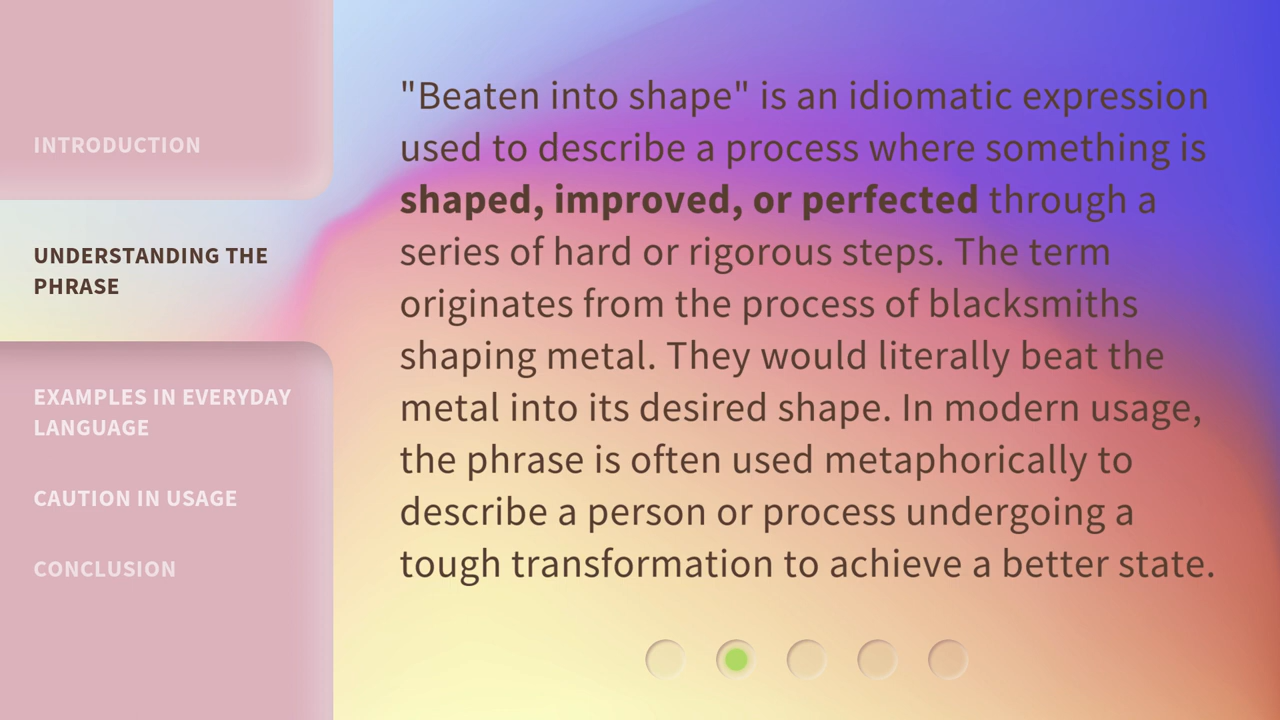 INTRODUCTION
UNDERSTANDING THE
PHRASE
EXAMPLES IN EVERYDAY
LANGUAGE
CAUTION IN USAGE
CONCLUSION
"Beaten into shape" is an idiomatic expression
used to describe a process where something is
shaped, improved, or perfected through a
series of hard or rigorous steps. The term
originates from the process of blacksmiths
shaping metal. They would literally beat the
metal into its desired shape. In modern usage,
the phrase is often used metaphorically to
describe a person or process undergoing a
tough transformation to achieve a better state.